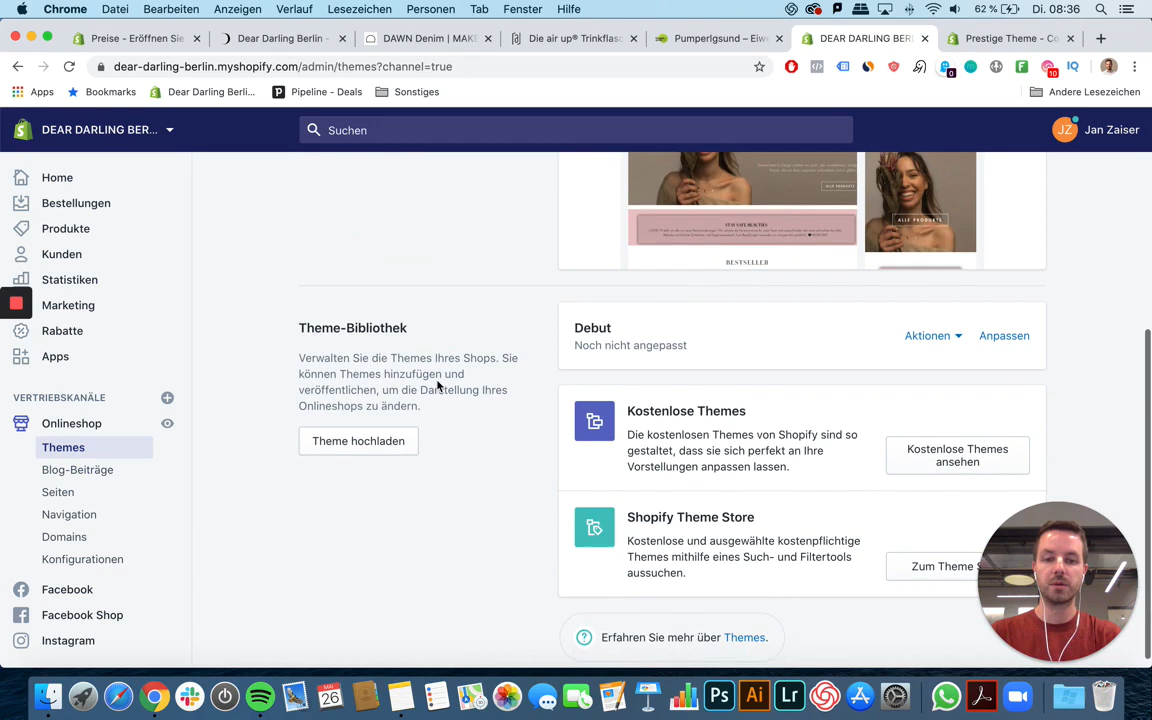 Chrome Datei Bearbeiten Anzeigen Verlauf Lesezeichen Personen Tab Fenster Hilfe 62 % Di. 08:36
Preise - Eröffnen Sie Dear Darling Berlin - DAWN Denim | MAKE Die air up® Trinkflasc PumperlgsunD – Eiwe DEAR DARLING BER Prestige Theme - Co
dear-darling-berlin.myshopify.com/admin/themes?channel=true
Apps Bookmarks Dear Darling Berli... Pipeline - Deals Sonstiges Andere Lesezeichen
DEAR DARLING BER... Suchen JZ Jan Zaiser
Home
Bestellungen
Produkte
Kunden
Statistiken
Marketing
Rabatte
Apps
VERTRIEBSKANÄLE
Onlineshop
Themes
Blog-Beiträge
Seiten
Navigation
Domains
Konfigurationen
Facebook
Facebook Shop
Instagram
ALLE PRODUKTE
ALLE PRODUKTE
STAY SAFE BEAUTIES
BESTSELLER
Theme-Bibliothek
Verwalten Sie die Themes Ihres Shops. Sie
können Themes hinzufügen und
veröffentlichen, um die Darstellung Ihres
Onlineshops zu ändern.
Theme hochladen
Debut
Noch nicht angepasst
Aktionen Anpassen
Kostenlose Themes
Die kostenlosen Themes von Shopify sind so
gestaltet, dass sie sich perfekt an Ihre
Vorstellungen anpassen lassen.
Kostenlose Themes
ansehen
Shopify Theme Store
Kostenlose und ausgewählte kostenpflichtige
Themes mithilfe eines Such- und Filtertools
aussuchen.
Zum Theme S
Erfahren Sie mehr über Themes.